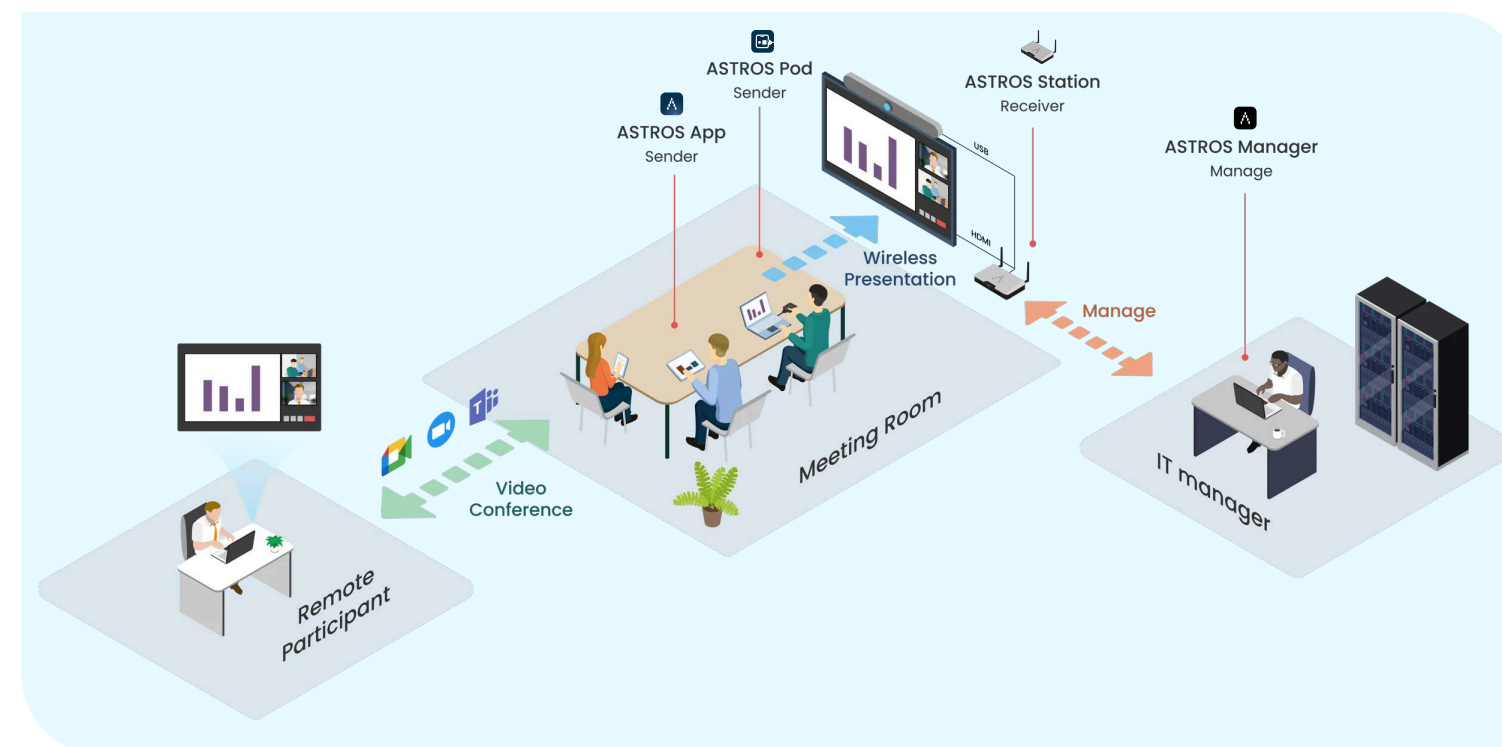 ASTROS Pod
Sender
ASTROS App
Sender
ASTROS Station
Receiver
ASTROS Manager
Manage
USB
HDMI
Wireless
Presentation
Manage
Meeting Room
IT manager
Video
Conference
Remote
Participant